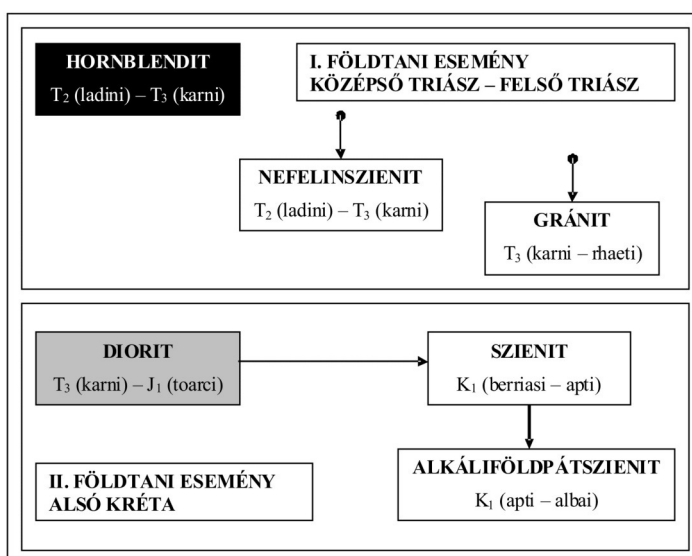 HORNBLENDIT
T₂ (ladini) – T₃ (karni)
I. FÖLDTANI ESEMÉNY
KÖZÉPSŐ TRIÁSZ – FELSŐ TRIÁSZ
NEFELINSZIENIT
T₂ (ladini) – T₃ (karni)
GRÁNIT
T₃ (karni – rhaeti)
DIORIT
T₃ (karni) – J₁ (toarci)
SZIENIT
K₁ (berriasi – apti)
II. FÖLDTANI ESEMÉNY
ALSÓ KRÉTA
ALKÁLIFÖLDPÁTSZIENIT
K₁ (apti – albai)